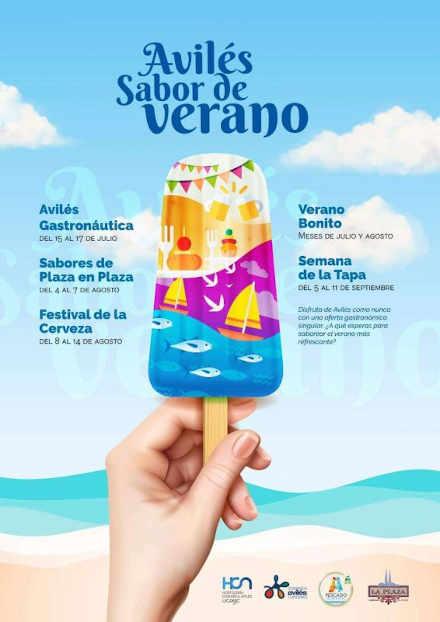 Avilés
Sabor de
verano
Avilés
Gastronáutica
DEL 15 AL 17 DE JULIO
Sabores de
Plaza en Plaza
DEL 4 AL 7 DE AGOSTO
Festival de la
Cerveza
DEL 8 AL 14 DE AGOSTO
Verano
Bonito
MESES DE JULIO Y AGOSTO
Semana
de la Tapa
DEL 5 AL 11 DE SEPTIEMBRE
Disfruta de Avilés como nunca
con una oferta gastronómica
singular. ¿A qué esperas para
saborear el verano más
refrescante?
avilés
LA PLAZA